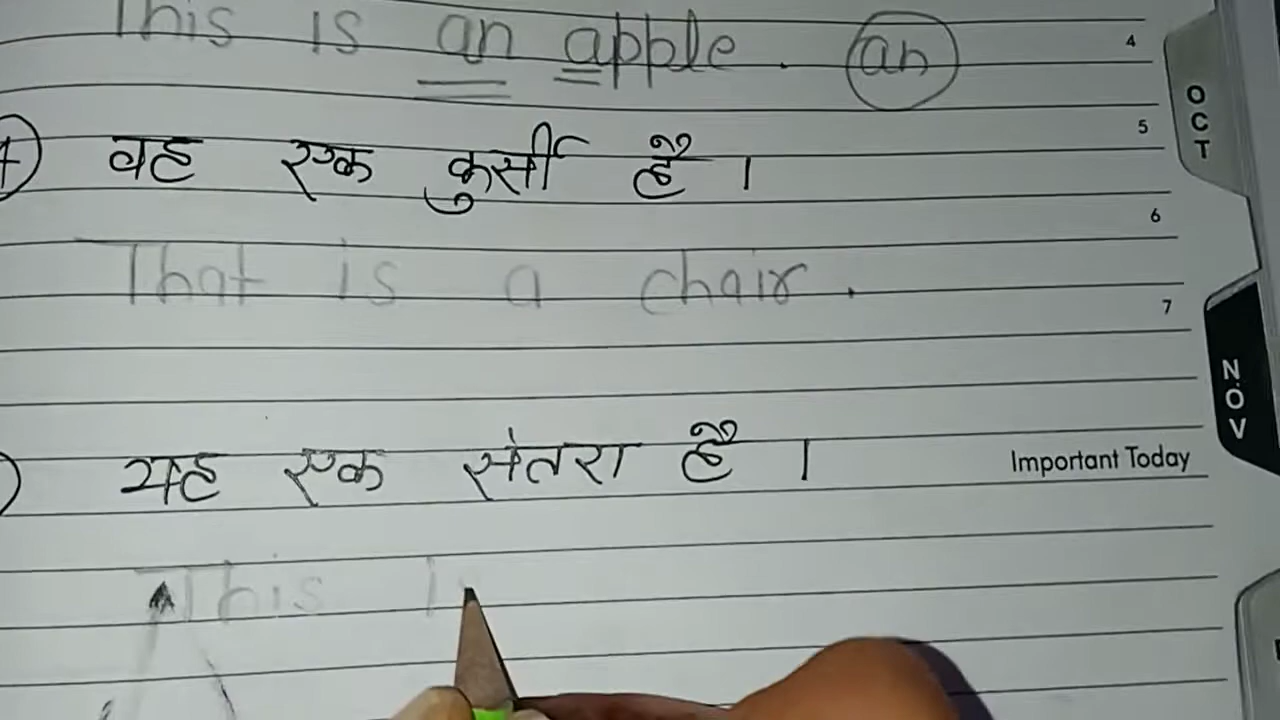 This is an apple. an
4
OCT
5
वह एक कुर्सी है।
6
That is a chair.
7
NOV
यह एक संतरा है।
Important Today
This i